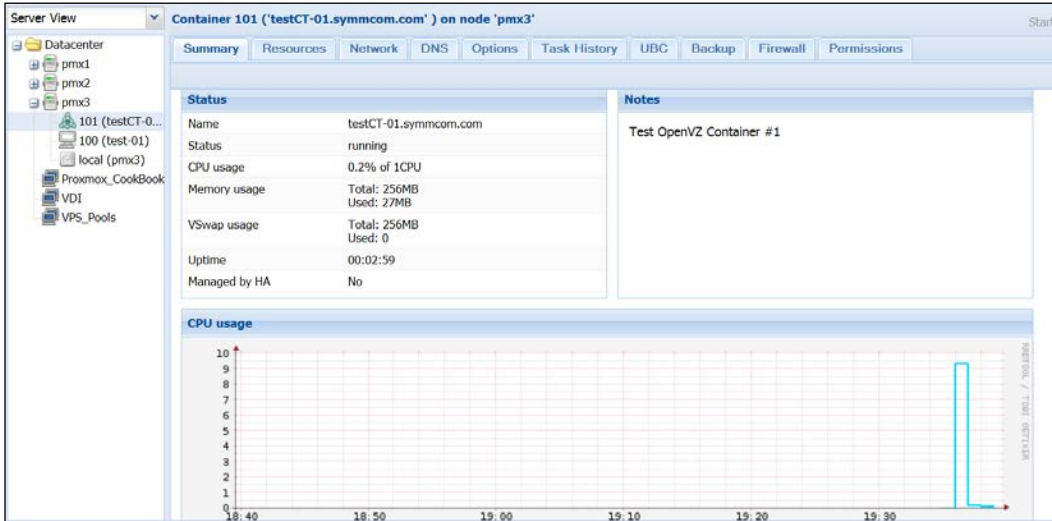 Server View
Container 101 ('testCT-01.symmcom.com' ) on node 'pmx3'
Start
Datacenter
pmx1
pmx2
pmx3
101 (testCT-0...
100 (test-01)
local (pmx3)
Proxmox_CookBook
VDI
VPS_Pools
Summary Resources Network DNS Options Task History UBC Backup Firewall Permissions
Status
Name testCT-01.symmcom.com
Status running
CPU usage 0.2% of 1CPU
Memory usage Total: 256MB
Used: 27MB
VSwap usage Total: 256MB
Used: 0
Uptime 00:02:59
Managed by HA No
Notes
Test OpenVZ Container #1
CPU usage
10
9
8
7
6
5
4
3
2
1
0
18:40 18:50 19:00 19:10 19:20 19:30
RRDTOOL / TOBI OETIKER